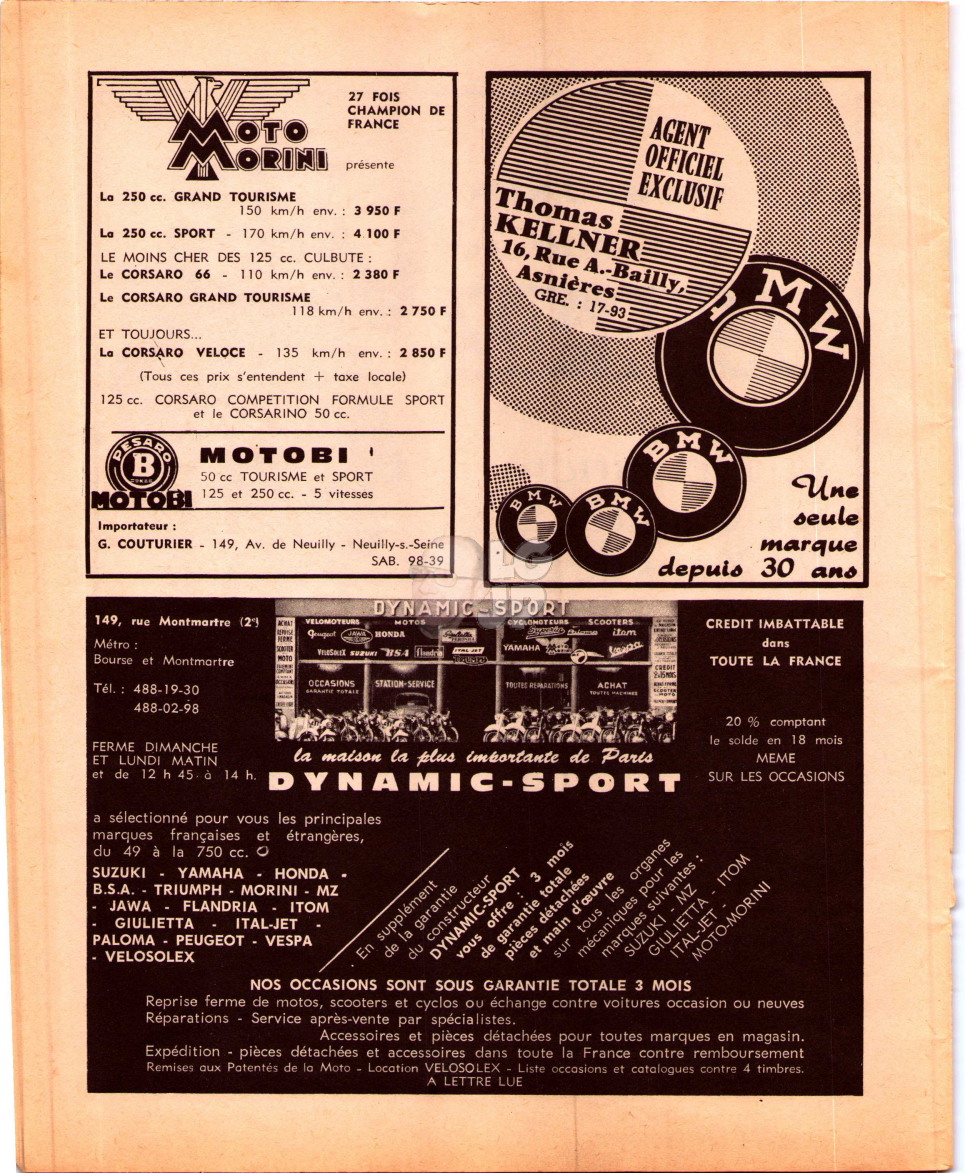 MOTO
MORINI
27 FOIS
CHAMPION DE
FRANCE
présente
La 250 cc. GRAND TOURISME
150 km/h env. : 3 950 F
La 250 cc. SPORT - 170 km/h env. : 4 100 F
LE MOINS CHER DES 125 cc. CULBUTE :
Le CORSARO 66 - 110 km/h env. : 2 380 F
Le CORSARO GRAND TOURISME
118 km/h env. : 2 750 F
ET TOUJOURS...
La CORSARO VELOCE - 135 km/h env. : 2 850 F
(Tous ces prix s'entendent + taxe locale)
125 cc. CORSARO COMPETITION FORMULE SPORT
et le CORSARINO 50 cc.
PESARO
B
MOTOBI
MOTOBI
50 cc TOURISME et SPORT
125 et 250 cc. - 5 vitesses
Importateur :
G. COUTURIER - 149, Av. de Neuilly - Neuilly-s.-Seine
SAB. 98-39
AGENT
OFFICIEL
EXCLUSIF
Thomas
KELLNER
16, Rue A.-Bailly,
Asnières
GRE. : 17-93
BMW
BMW
BMW
BMW
Une
seule
marque
depuis 30 ans
149, rue Montmartre (2e)
Métro :
Bourse et Montmartre
Tél. : 488-19-30
488-02-98
FERME DIMANCHE
ET LUNDI MATIN
et de 12 h 45 à 14 h.
DYNAMIC-SPORT
VELOMOTEURS MOTOS CYCLOMOTEURS SCOOTERS
Peugeot JAWA HONDA Giulietta Paloma itom
VELOSOLEX SUZUKI BSA Flandria ITAL-JET YAMAHA MZ Vespa
OCCASIONS
GARANTIE TOTALE
STATION-SERVICE
TOUTES REPARATIONS
ACHAT
TOUTES MACHINES
ACHAT
REPRISE
FERME
SCOOTER
MOTO
CREDIT
CREDIT IMBATTABLE
dans
TOUTE LA FRANCE
20 % comptant
le solde en 18 mois
MEME
SUR LES OCCASIONS
la maison la plus importante de Paris
DYNAMIC-SPORT
a sélectionné pour vous les principales
marques françaises et étrangères,
du 49 à la 750 cc.
SUZUKI - YAMAHA - HONDA -
B.S.A. - TRIUMPH - MORINI - MZ
- JAWA - FLANDRIA - ITOM
- GIULIETTA - ITAL-JET -
PALOMA - PEUGEOT - VESPA
- VELOSOLEX
En supplément
de la garantie
du constructeur
DYNAMIC-SPORT
vous offre : 3 mois
de garantie totale
pièces détachées
et main d'œuvre
sur tous les organes
mécaniques pour les
marques suivantes :
SUZUKI - MZ - ITOM
GIULIETTA - ITOM
ITAL-JET -
MOTO-MORINI
NOS OCCASIONS SONT SOUS GARANTIE TOTALE 3 MOIS
Reprise ferme de motos, scooters et cyclos ou échange contre voitures occasion ou neuves
Réparations - Service après-vente par spécialistes.
Accessoires et pièces détachées pour toutes marques en magasin.
Expédition - pièces détachées et accessoires dans toute la France contre remboursement
Remises aux Patentés de la Moto - Location VELOSOLEX - Liste occasions et catalogues contre 4 timbres.
A LETTRE LUE